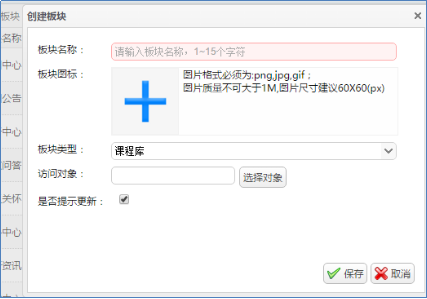 板块
创建板块
名称
板块名称：
请输入板块名称，1~15个字符
中心
板块图标：
图片格式必须为:png,jpg,gif；
图片质量不可大于1M,图片尺寸建议60X60(px)
公告
中心
板块类型：
课程库
问答
访问对象：
选择对象
关怀
是否提示更新：
中心
资讯
保存
取消